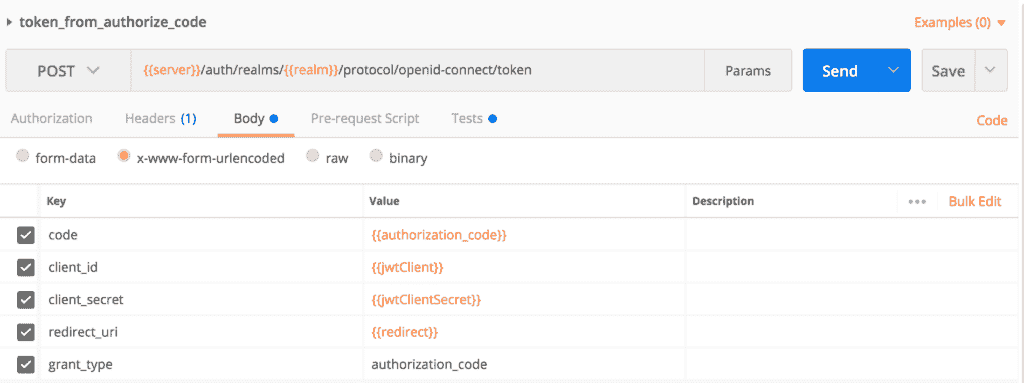 token_from_authorize_code Examples (0)
POST {{server}}/auth/realms/{{realm}}/protocol/openid-connect/token Params Send Save
Authorization Headers (1) Body Pre-request Script Tests Code
form-data x-www-form-urlencoded raw binary
Key Value Description ••• Bulk Edit
code {{authorization_code}}
client_id {{jwtClient}}
client_secret {{jwtClientSecret}}
redirect_uri {{redirect}}
grant_type authorization_code